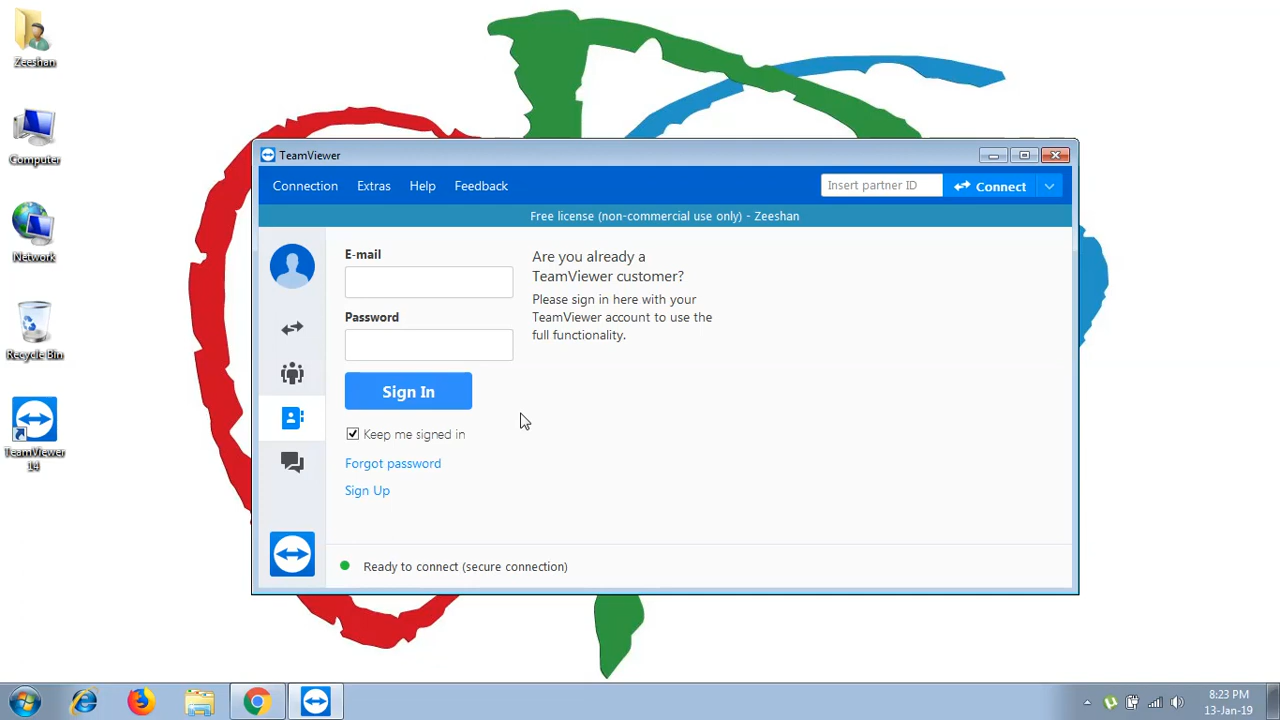 Zeeshan
Computer
Network
Recycle Bin
TeamViewer
14
TeamViewer
Connection Extras Help Feedback
Insert partner ID Connect
Free license (non-commercial use only) - Zeeshan
E-mail
Password
Sign In
Keep me signed in
Forgot password
Sign Up
Are you already a
TeamViewer customer?
Please sign in here with your
TeamViewer account to use the
full functionality.
Ready to connect (secure connection)
8:23 PM
13-Jan-19